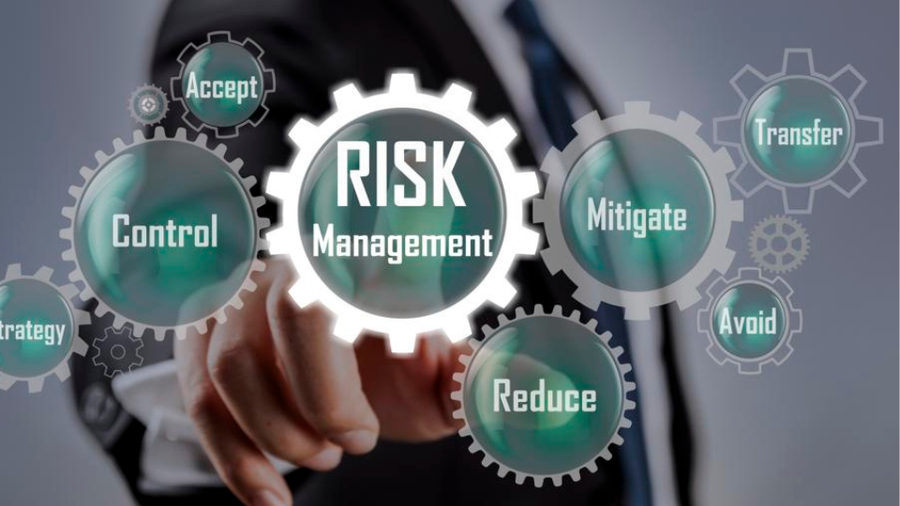 Accept
Transfer
RISK
Management
Control
Mitigate
trategy
Avoid
Reduce